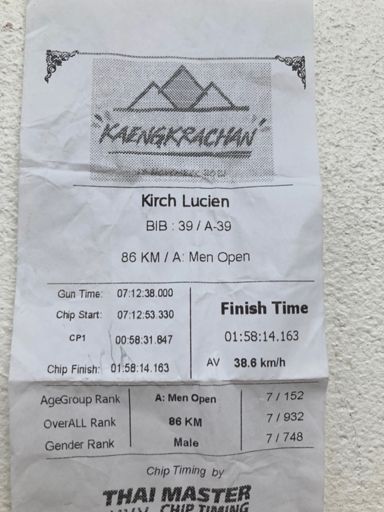 "KAENGKRACHAN"
Kirch Lucien
BIB : 39 / A-39
86 KM / A: Men Open
Gun Time: 07:12:38.000
Chip Start: 07:12:53.330
CP1 00:58:31.847
Chip Finish: 01:58:14.163
Finish Time
01:58:14.163
AV 38.6 km/h
AgeGroup Rank A: Men Open 7 / 152
OverALL Rank 86 KM 7 / 932
Gender Rank Male 7 / 748
Chip Timing by
THAI MASTER
CHIP TIMING